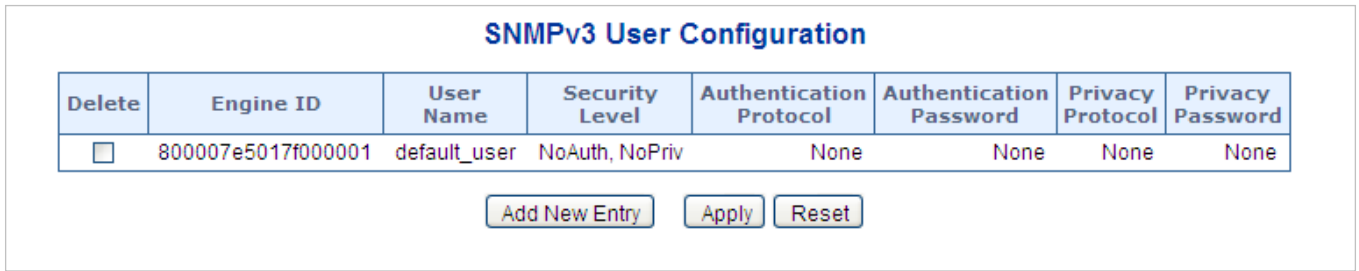 SNMPv3 User Configuration
Delete Engine ID User Name Security Level Authentication Protocol Authentication Password Privacy Protocol Privacy Password
800007e5017f000001 default_user NoAuth, NoPriv None None None None
Add New Entry Apply Reset